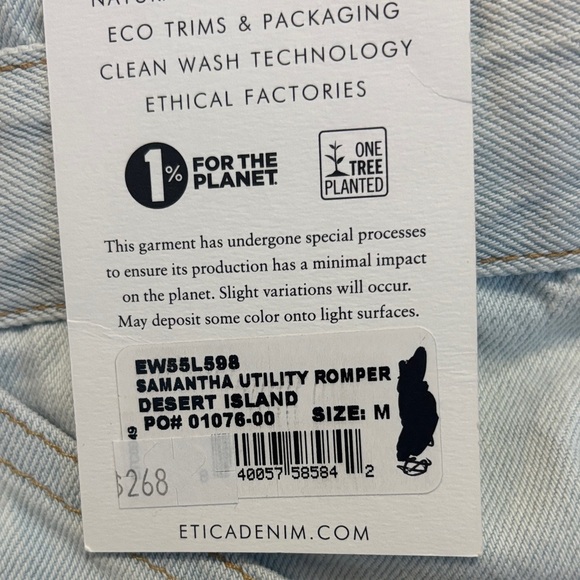 ECO TRIMS & PACKAGING
CLEAN WASH TECHNOLOGY
ETHICAL FACTORIES
1% FOR THE
PLANET.
ONE
TREE
PLANTED
This garment has undergone special processes
to ensure its production has a minimal impact
on the planet. Slight variations will occur.
May deposit some color onto light surfaces.
EW55L598
SAMANTHA UTILITY ROMPER
DESERT ISLAND
PO# 01076-00 SIZE: M
49
$268
40057 58584 2
ETICADENIM.COM